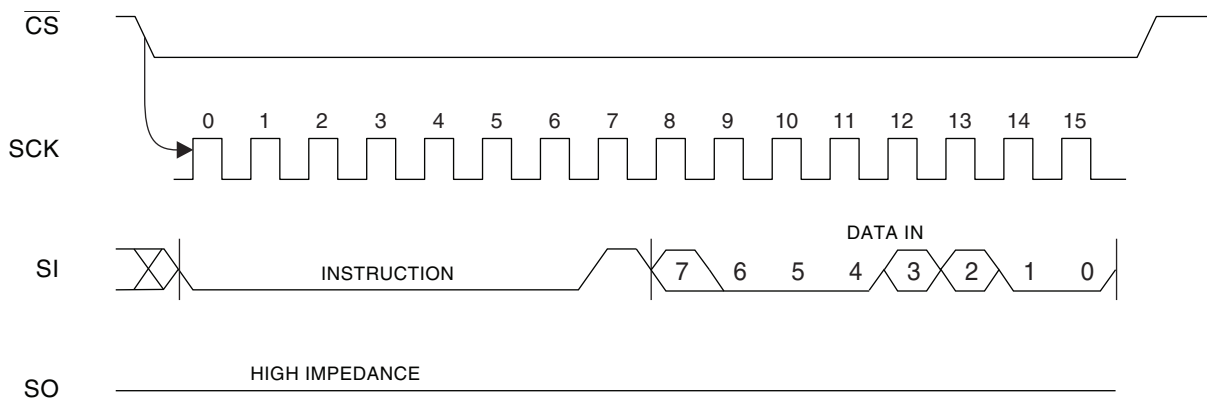 CS
SCK
0 1 2 3 4 5 6 7 8 9 10 11 12 13 14 15
SI
INSTRUCTION
DATA IN
7 6 5 4 3 2 1 0
SO
HIGH IMPEDANCE